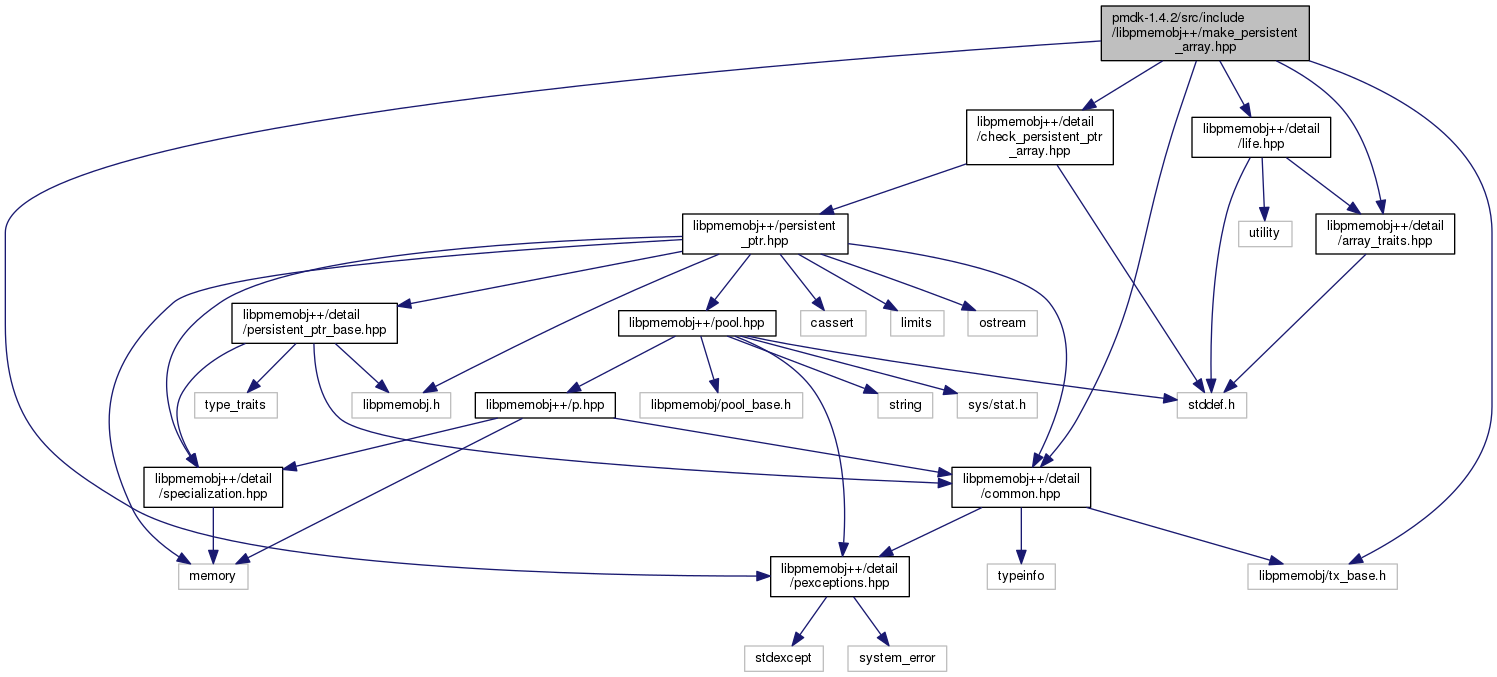 pmdk-1.4.2/src/include
/libpmemobj++/make_persistent
_array.hpp
libpmemobj++/detail
/check_persistent_ptr
_array.hpp
libpmemobj++/detail
/life.hpp
libpmemobj++/persistent
_ptr.hpp
utility
libpmemobj++/detail
/array_traits.hpp
libpmemobj++/detail
/persistent_ptr_base.hpp
libpmemobj++/pool.hpp
cassert
limits
ostream
type_traits
libpmemobj.h
libpmemobj++/p.hpp
libpmemobj/pool_base.h
string
sys/stat.h
stddef.h
libpmemobj++/detail
/specialization.hpp
libpmemobj++/detail
/common.hpp
memory
libpmemobj++/detail
/pexceptions.hpp
typeinfo
libpmemobj/tx_base.h
stdexcept
system_error